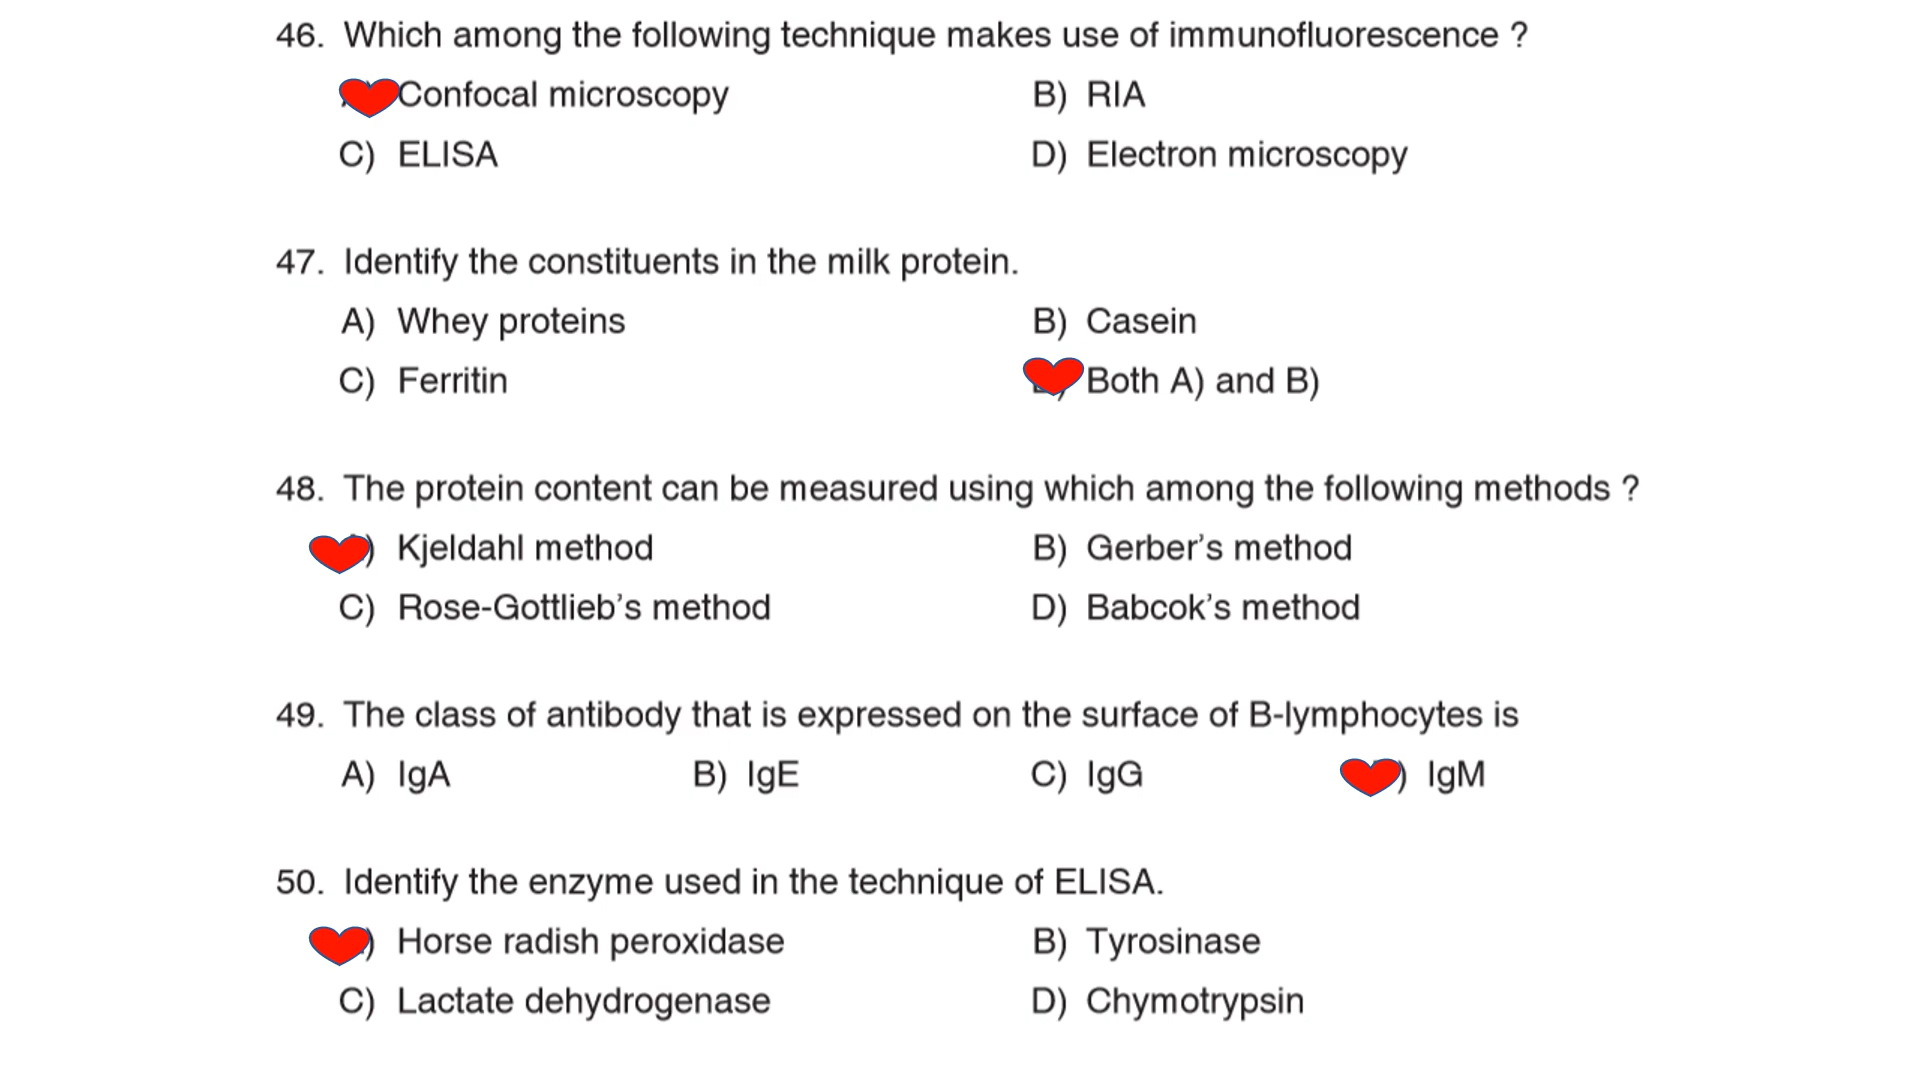 46. Which among the following technique makes use of immunofluorescence ?
Confocal microscopy B) RIA
C) ELISA D) Electron microscopy
47. Identify the constituents in the milk protein.
A) Whey proteins B) Casein
C) Ferritin Both A) and B)
48. The protein content can be measured using which among the following methods ?
) Kjeldahl method B) Gerber’s method
C) Rose-Gottlieb’s method D) Babcok’s method
49. The class of antibody that is expressed on the surface of B-lymphocytes is
A) IgA B) IgE C) IgG ) IgM
50. Identify the enzyme used in the technique of ELISA.
) Horse radish peroxidase B) Tyrosinase
C) Lactate dehydrogenase D) Chymotrypsin